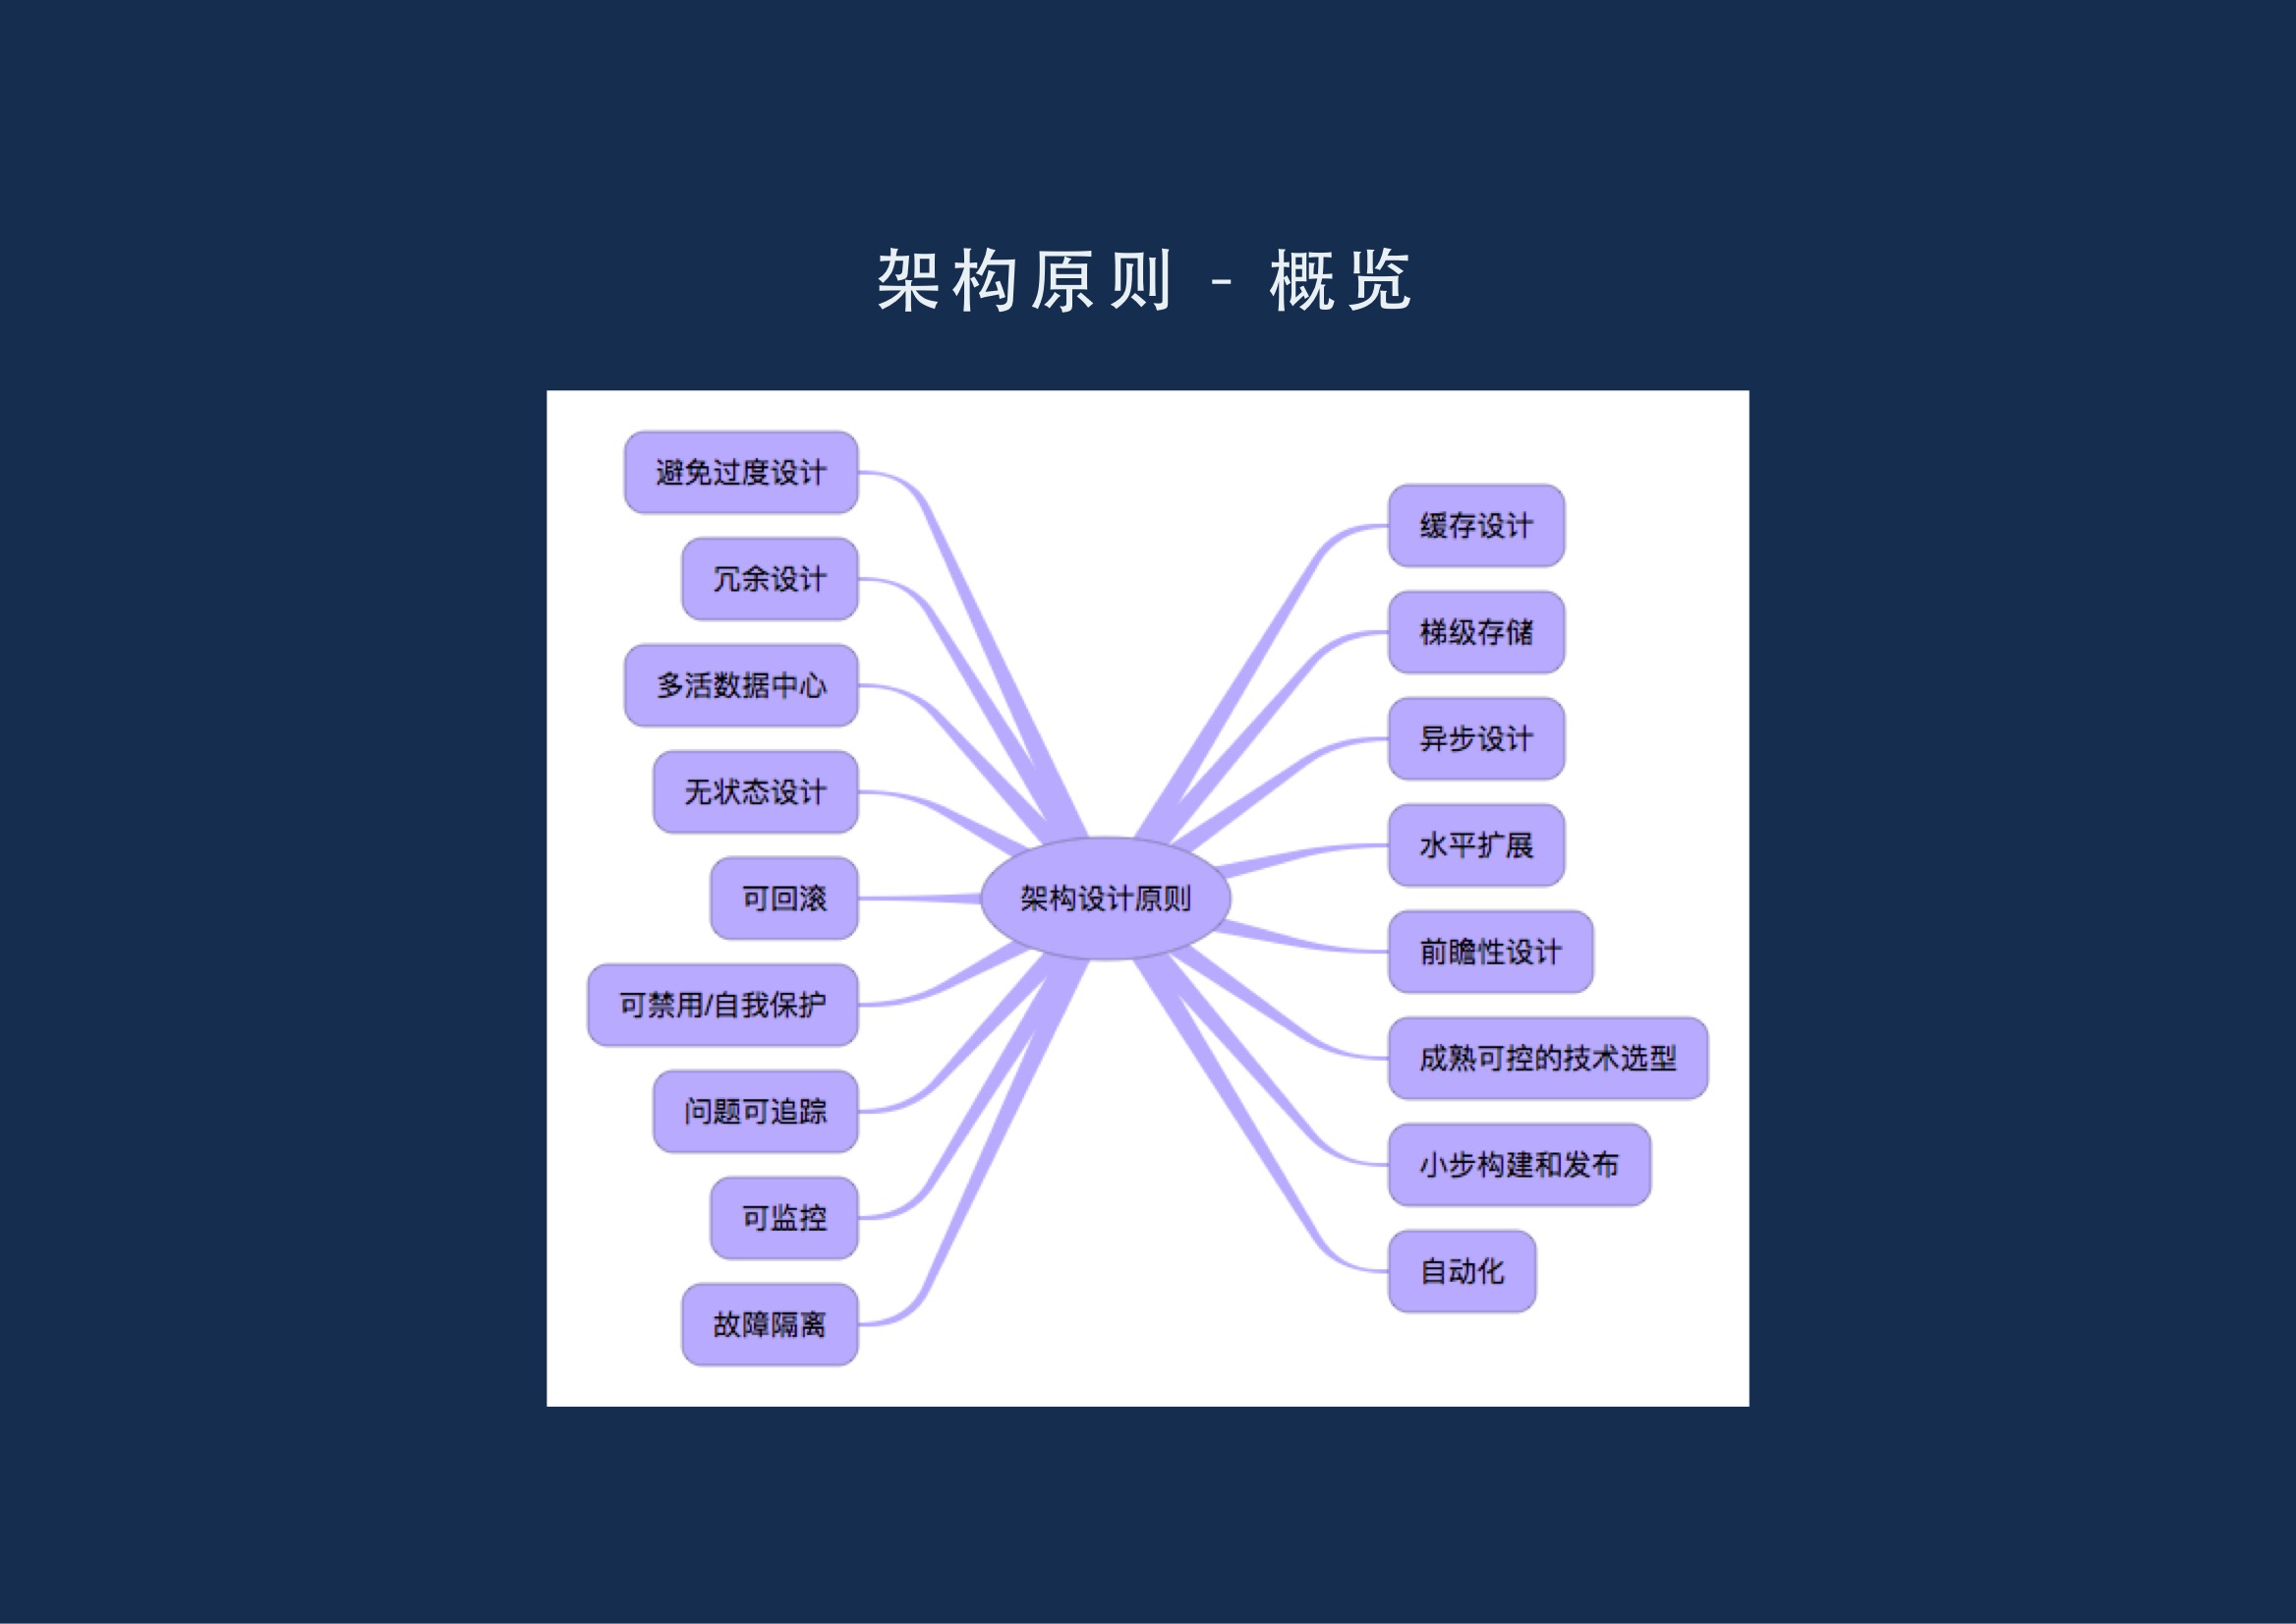 架构原则 - 概览
避免过度设计
冗余设计
多活数据中心
无状态设计
可回滚
可禁用/自我保护
问题可追踪
可监控
故障隔离
架构设计原则
缓存设计
梯级存储
异步设计
水平扩展
前瞻性设计
成熟可控的技术选型
小步构建和发布
自动化